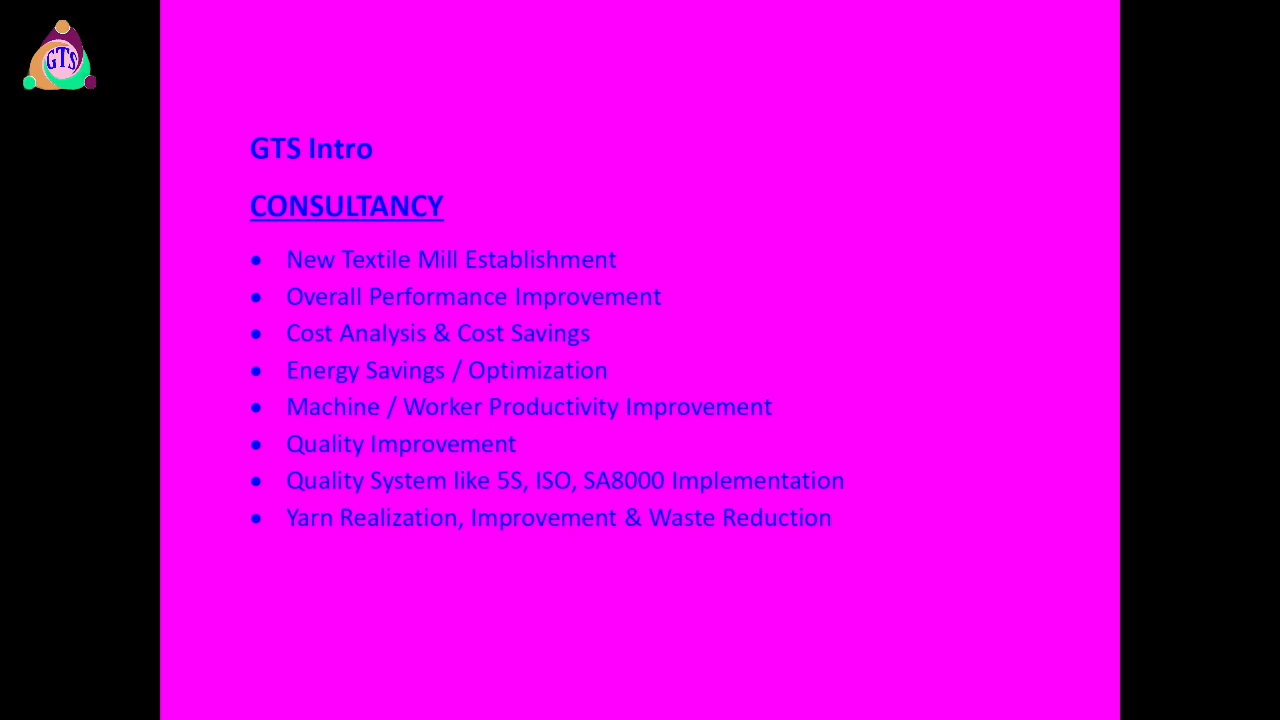 GTS
GTS Intro
CONSULTANCY
• New Textile Mill Establishment
• Overall Performance Improvement
• Cost Analysis & Cost Savings
• Energy Savings / Optimization
• Machine / Worker Productivity Improvement
• Quality Improvement
• Quality System like 5S, ISO, SA8000 Implementation
• Yarn Realization, Improvement & Waste Reduction